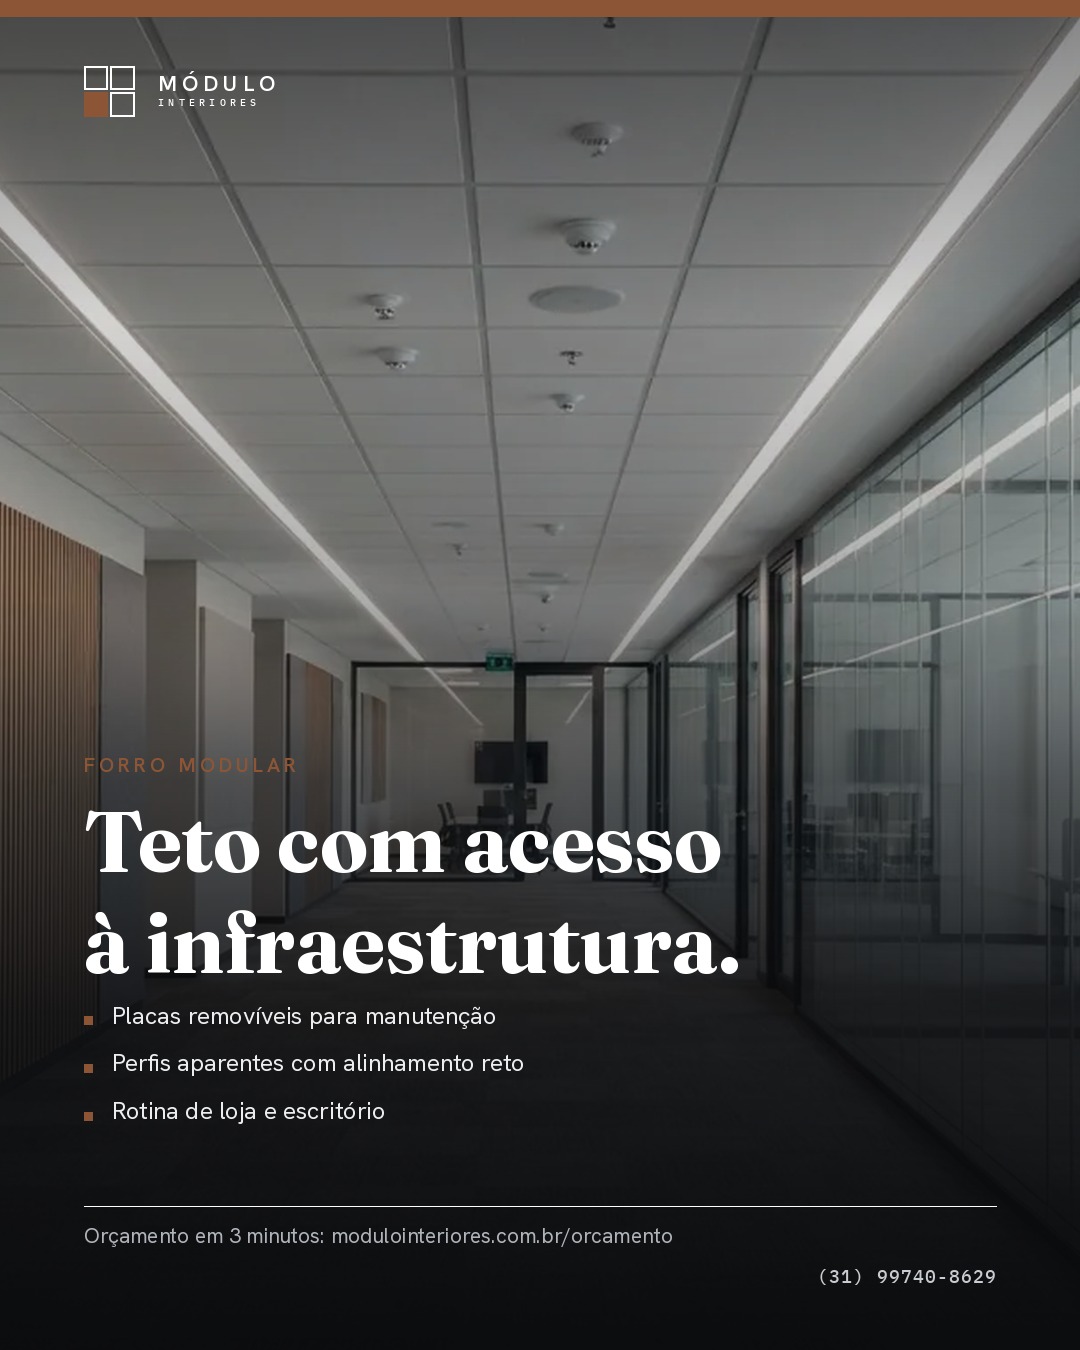 MÓDULO
INTERIORES
FORRO MODULAR
Teto com acesso
à infraestrutura.
Placas removíveis para manutenção
Perfis aparentes com alinhamento reto
Rotina de loja e escritório
Orçamento em 3 minutos: modulointeriores.com.br/orcamento
(31) 99740-8629